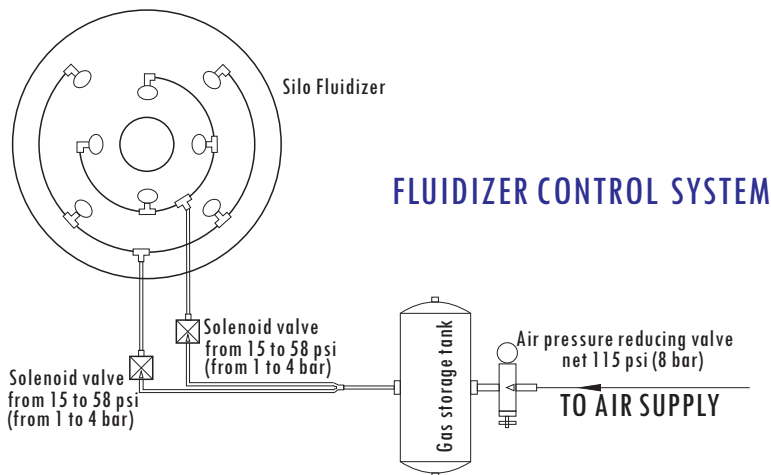 Silo Fluidizer
FLUIDIZER CONTROL SYSTEM
Solenoid valve
from 15 to 58 psi
(from 1 to 4 bar)
Solenoid valve
from 15 to 58 psi
(from 1 to 4 bar)
Gas storage tank
Air pressure reducing valve
net 115 psi (8 bar)
TO AIR SUPPLY